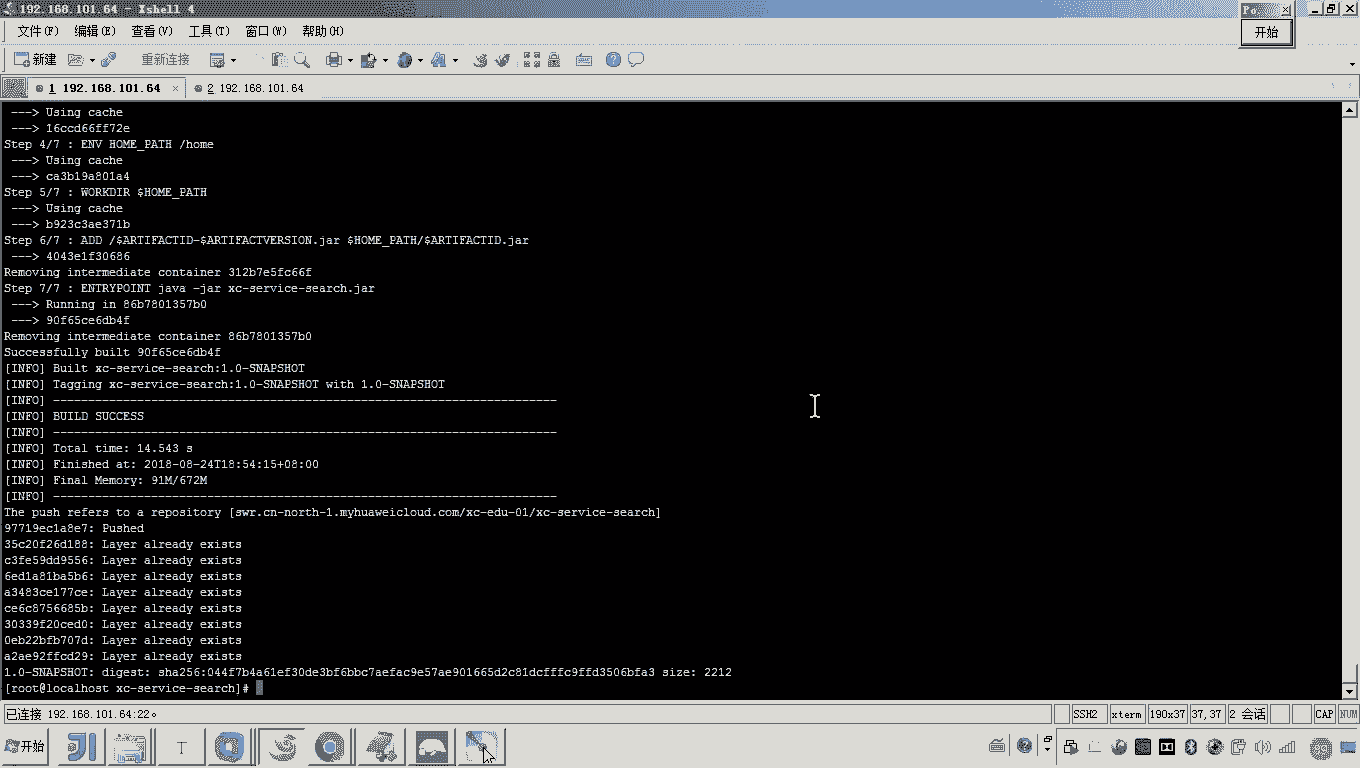 192.168.101.64 - Xshell 4
Po...
开始
文件(F) 编辑(E) 查看(V) 工具(T) 窗口(W) 帮助(H)
新建 重新连接
1 192.168.101.64 × 2 192.168.101.64
---> Using cache
---> 16ccd66ff72e
Step 4/7 : ENV HOME_PATH /home
---> Using cache
---> ca3b19a801a4
Step 5/7 : WORKDIR $HOME_PATH
---> Using cache
---> b923c3ae371b
Step 6/7 : ADD /$ARTIFACTID-$ARTIFACTVERSION.jar $HOME_PATH/$ARTIFACTID.jar
---> 4043e1f30686
Removing intermediate container 312b7e5fc66f
Step 7/7 : ENTRYPOINT java -jar xc-service-search.jar
---> Running in 86b7801357b0
---> 90f65ce6db4f
Removing intermediate container 86b7801357b0
Successfully built 90f65ce6db4f
[INFO] Built xc-service-search:1.0-SNAPSHOT
[INFO] Tagging xc-service-search:1.0-SNAPSHOT with 1.0-SNAPSHOT
[INFO] ------------------------------------------------------------------------
[INFO] BUILD SUCCESS
[INFO] ------------------------------------------------------------------------
[INFO] Total time: 14.543 s
[INFO] Finished at: 2018-08-24T18:54:15+08:00
[INFO] Final Memory: 91M/672M
[INFO] ------------------------------------------------------------------------
The push refers to a repository [swr.cn-north-1.myhuaweicloud.com/xc-edu-01/xc-service-search]
97719ec1a8e7: Pushed
35c20f26d188: Layer already exists
c3fe59dd9556: Layer already exists
6ed1a81ba5b6: Layer already exists
a3483ce177ce: Layer already exists
ce6c8756685b: Layer already exists
30339f20ced0: Layer already exists
0eb22bfb707d: Layer already exists
a2ae92ffcd29: Layer already exists
1.0-SNAPSHOT: digest: sha256:044f7b4a61ef30de3bf6bbc7aefac9e57ae901665d2c81dcfffc9ffd3506bfa3 size: 2212
[root@localhost xc-service-search]#
已连接 192.168.101.64:22。 SSH2 xterm 190x37 37,37 2 会话 CAP NUM
开始 T